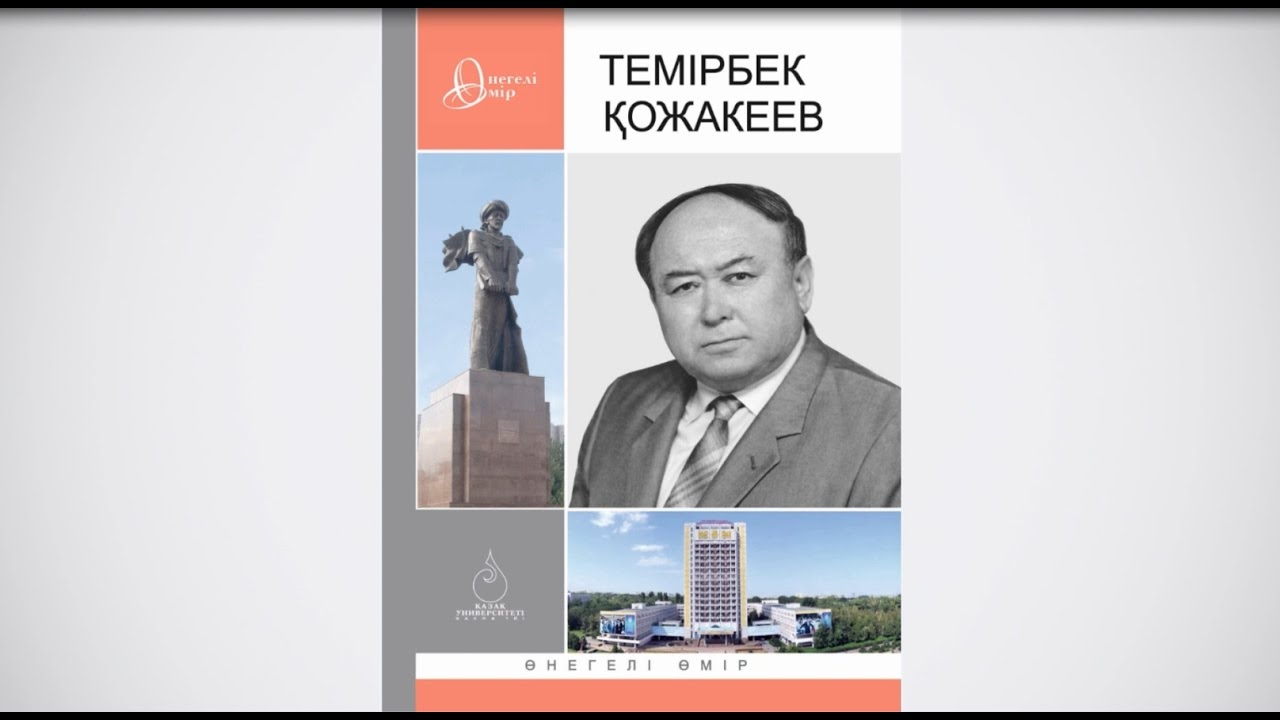 Өнегелі
Өмір
ТЕМІРБЕК
ҚОЖАКЕЕВ
ҚАЗАҚ
УНИВЕРСИТЕТІ
ӨНЕГЕЛІ ӨМІР